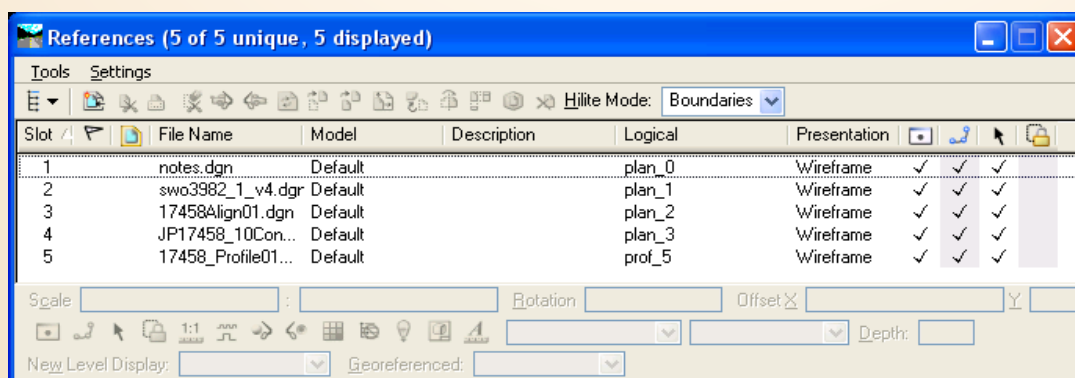 References (5 of 5 unique, 5 displayed)
Tools Settings
Hilite Mode: Boundaries
Slot File Name Model Description Logical Presentation
1 notes.dgn Default plan_0 Wireframe
2 swo3982_1_v4.dgn Default plan_1 Wireframe
3 17458Align01.dgn Default plan_2 Wireframe
4 JP17458_10Con... Default plan_3 Wireframe
5 17458_Profile01... Default prof_5 Wireframe
Scale : Rotation Offset X Y
1:1 Depth:
New Level Display: Georeferenced: